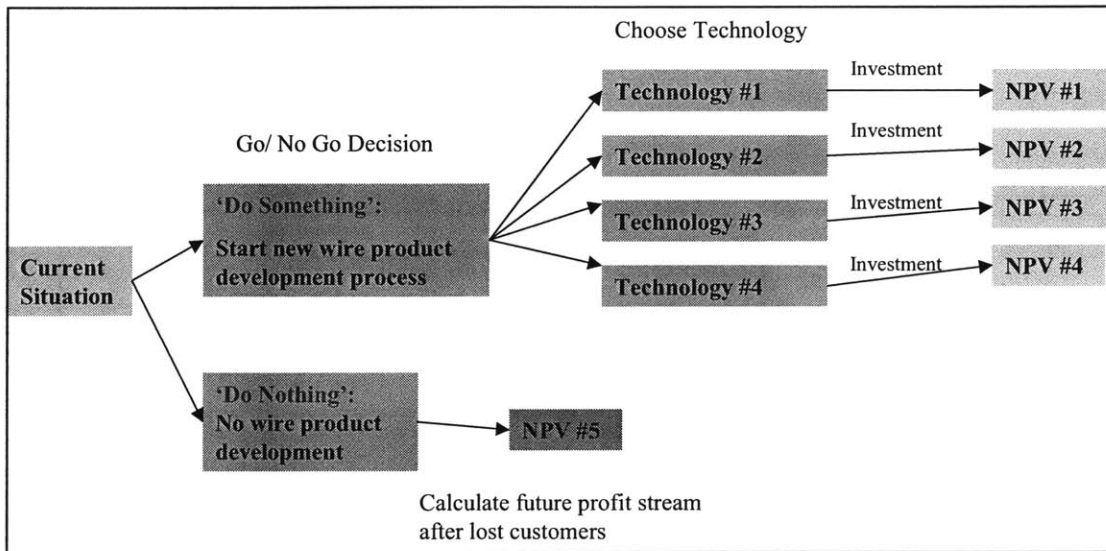 Choose Technology
Technology #1
Investment
NPV #1
Go/ No Go Decision
Technology #2
Investment
NPV #2
‘Do Something’:
Start new wire product
development process
Technology #3
Investment
NPV #3
Current
Situation
Technology #4
Investment
NPV #4
‘Do Nothing’:
No wire product
development
NPV #5
Calculate future profit stream
after lost customers